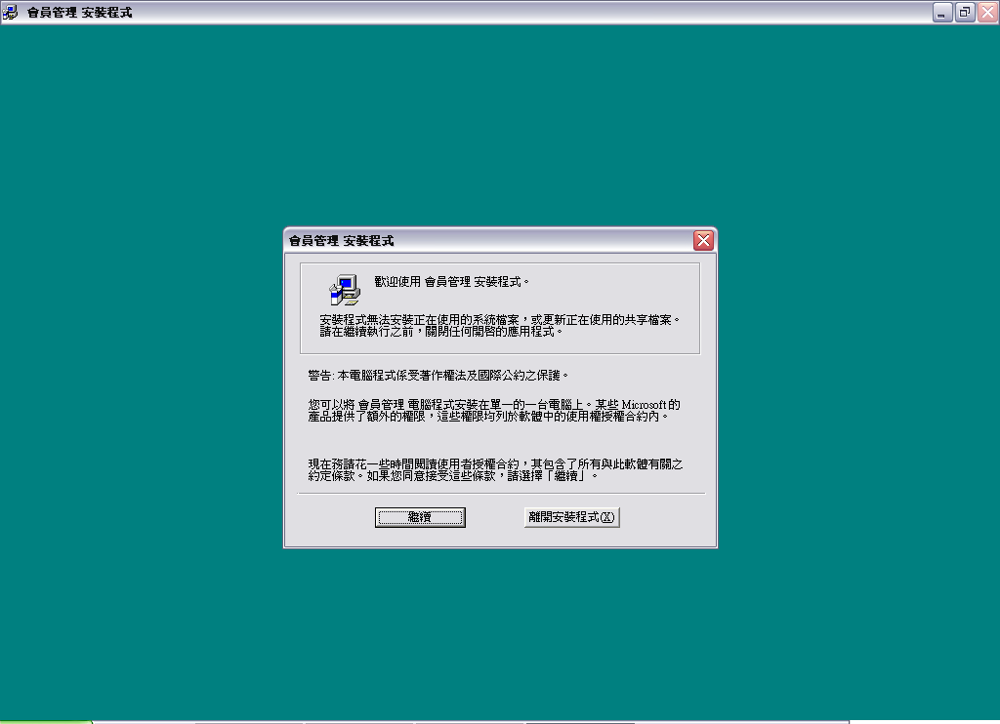 會員管理 安裝程式
會員管理 安裝程式
歡迎使用 會員管理 安裝程式。
安裝程式無法安裝正在使用的系統檔案，或更新正在使用的共享檔案。
請在繼續執行之前，關閉任何開啟的應用程式。
警告: 本電腦程式係受著作權法及國際公約之保護。
您可以將 會員管理 電腦程式安裝在單一的一台電腦上。某些 Microsoft 的
產品提供了額外的權限，這些權限均列於軟體中的使用權授權合約內。
現在務請花一些時間閱讀使用者授權合約，其包含了所有與此軟體有關之
約定條款。如果您同意接受這些條款，請選擇「繼續」。
繼續
離開安裝程式(X)